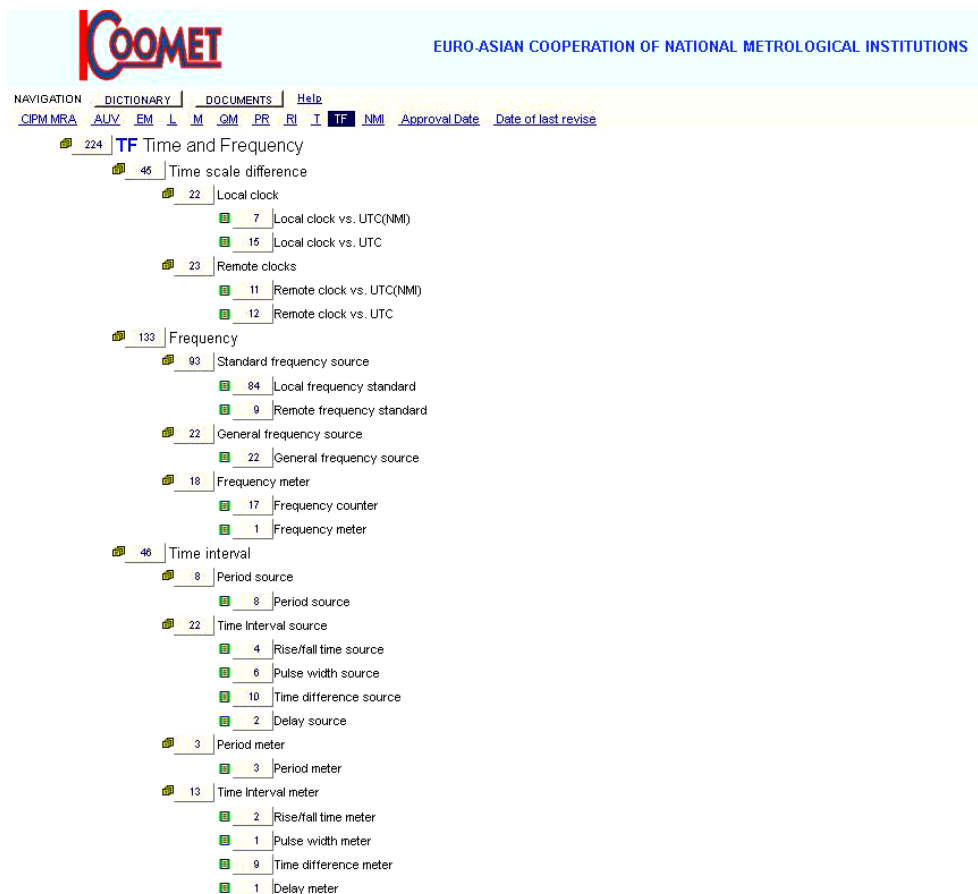 COOMET
EURO-ASIAN COOPERATION OF NATIONAL METROLOGICAL INSTITUTIONS
NAVIGATION DICTIONARY DOCUMENTS Help
CIPM MRA AUV EM L M QM PR RI T TF NMI Approval Date Date of last revise
224 TF Time and Frequency
45 Time scale difference
22 Local clock
7 Local clock vs. UTC(NMI)
15 Local clock vs. UTC
23 Remote clocks
11 Remote clock vs. UTC(NMI)
12 Remote clock vs. UTC
133 Frequency
93 Standard frequency source
84 Local frequency standard
9 Remote frequency standard
22 General frequency source
22 General frequency source
18 Frequency meter
17 Frequency counter
1 Frequency meter
46 Time interval
8 Period source
8 Period source
22 Time Interval source
4 Rise/fall time source
6 Pulse width source
10 Time difference source
2 Delay source
3 Period meter
3 Period meter
13 Time Interval meter
2 Rise/fall time meter
1 Pulse width meter
9 Time difference meter
1 Delay meter